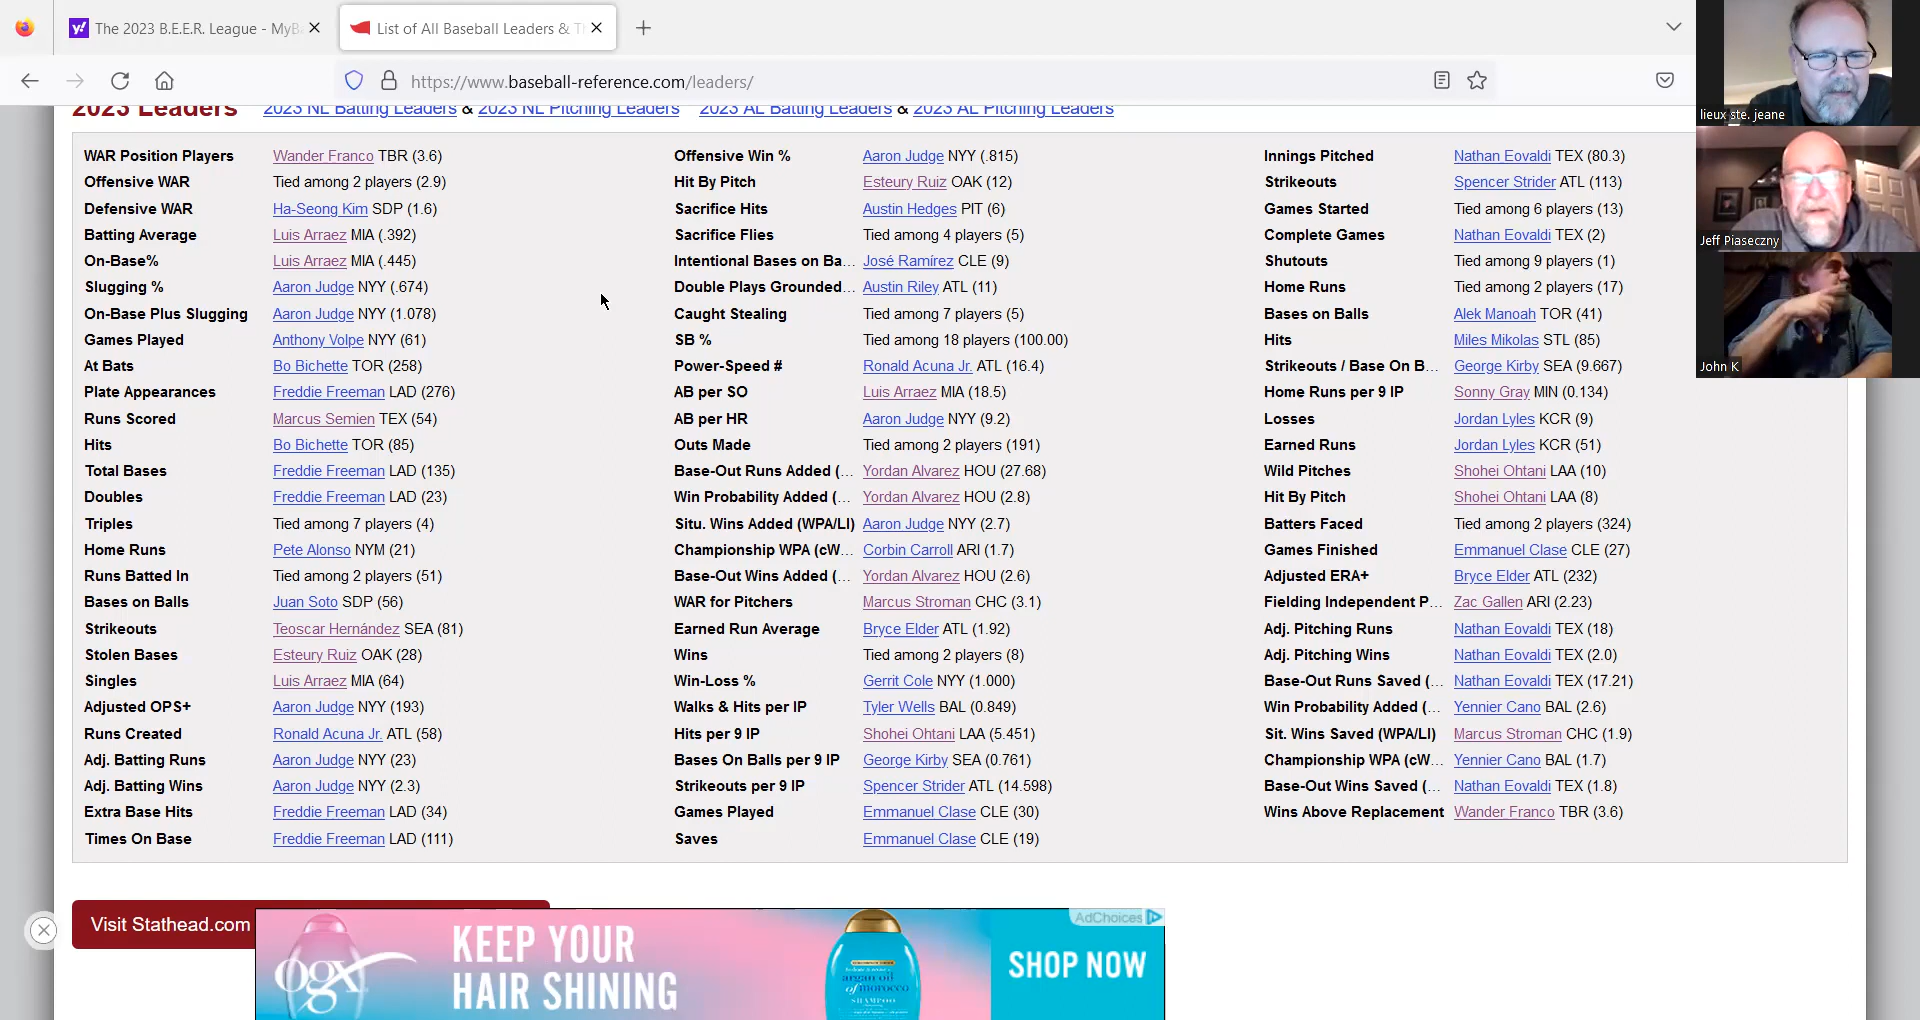 The 2023 B.E.E.R. League - MyB
List of All Baseball Leaders &
https://www.baseball-reference.com/leaders/
2023 Leaders 2023 NL Batting Leaders & 2023 NL Pitching Leaders 2023 AL Batting Leaders & 2023 AL Pitching Leaders
WAR Position Players Wander Franco TBR (3.6)
Offensive WAR Tied among 2 players (2.9)
Defensive WAR Ha-Seong Kim SDP (1.6)
Batting Average Luis Arraez MIA (.392)
On-Base% Luis Arraez MIA (.445)
Slugging % Aaron Judge NYY (.674)
On-Base Plus Slugging Aaron Judge NYY (1.078)
Games Played Anthony Volpe NYY (61)
At Bats Bo Bichette TOR (258)
Plate Appearances Freddie Freeman LAD (276)
Runs Scored Marcus Semien TEX (54)
Hits Bo Bichette TOR (85)
Total Bases Freddie Freeman LAD (135)
Doubles Freddie Freeman LAD (23)
Triples Tied among 7 players (4)
Home Runs Pete Alonso NYM (21)
Runs Batted In Tied among 2 players (51)
Bases on Balls Juan Soto SDP (56)
Strikeouts Teoscar Hernández SEA (81)
Stolen Bases Esteury Ruiz OAK (28)
Singles Luis Arraez MIA (64)
Adjusted OPS+ Aaron Judge NYY (193)
Runs Created Ronald Acuna Jr. ATL (58)
Adj. Batting Runs Aaron Judge NYY (23)
Adj. Batting Wins Aaron Judge NYY (2.3)
Extra Base Hits Freddie Freeman LAD (34)
Times On Base Freddie Freeman LAD (111)
Offensive Win % Aaron Judge NYY (.815)
Hit By Pitch Esteury Ruiz OAK (12)
Sacrifice Hits Austin Hedges PIT (6)
Sacrifice Flies Tied among 4 players (5)
Intentional Bases on Ba... José Ramírez CLE (9)
Double Plays Grounded... Austin Riley ATL (11)
Caught Stealing Tied among 7 players (5)
SB % Tied among 18 players (100.00)
Power-Speed # Ronald Acuna Jr. ATL (16.4)
AB per SO Luis Arraez MIA (18.5)
AB per HR Aaron Judge NYY (9.2)
Outs Made Tied among 2 players (191)
Base-Out Runs Added (... Yordan Alvarez HOU (27.68)
Win Probability Added (... Yordan Alvarez HOU (2.8)
Situ. Wins Added (WPA/LI) Aaron Judge NYY (2.7)
Championship WPA (cW... Corbin Carroll ARI (1.7)
Base-Out Wins Added (... Yordan Alvarez HOU (2.6)
WAR for Pitchers Marcus Stroman CHC (3.1)
Earned Run Average Bryce Elder ATL (1.92)
Wins Tied among 2 players (8)
Win-Loss % Gerrit Cole NYY (1.000)
Walks & Hits per IP Tyler Wells BAL (0.849)
Hits per 9 IP Shohei Ohtani LAA (5.451)
Bases On Balls per 9 IP George Kirby SEA (0.761)
Strikeouts per 9 IP Spencer Strider ATL (14.598)
Games Played Emmanuel Clase CLE (30)
Saves Emmanuel Clase CLE (19)
Innings Pitched Nathan Eovaldi TEX (80.3)
Strikeouts Spencer Strider ATL (113)
Games Started Tied among 6 players (13)
Complete Games Nathan Eovaldi TEX (2)
Shutouts Tied among 9 players (1)
Home Runs Tied among 2 players (17)
Bases on Balls Alek Manoah TOR (41)
Hits Miles Mikolas STL (85)
Strikeouts / Base On B... George Kirby SEA (9.667)
Home Runs per 9 IP Sonny Gray MIN (0.134)
Losses Jordan Lyles KCR (9)
Earned Runs Jordan Lyles KCR (51)
Wild Pitches Shohei Ohtani LAA (10)
Hit By Pitch Shohei Ohtani LAA (8)
Batters Faced Tied among 2 players (324)
Games Finished Emmanuel Clase CLE (27)
Adjusted ERA+ Bryce Elder ATL (232)
Fielding Independent P... Zac Gallen ARI (2.23)
Adj. Pitching Runs Nathan Eovaldi TEX (18)
Adj. Pitching Wins Nathan Eovaldi TEX (2.0)
Base-Out Runs Saved (... Nathan Eovaldi TEX (17.21)
Win Probability Added (... Yennier Cano BAL (2.6)
Sit. Wins Saved (WPA/LI) Marcus Stroman CHC (1.9)
Championship WPA (cW... Yennier Cano BAL (1.7)
Base-Out Wins Saved (... Nathan Eovaldi TEX (1.8)
Wins Above Replacement Wander Franco TBR (3.6)
lieux ste. jeane
Jeff Piaseczny
John K
Visit Stathead.com
ogx
KEEP YOUR
HAIR SHINING
argan oil
of morocco
SHAMPOO
AdChoices
SHOP NOW